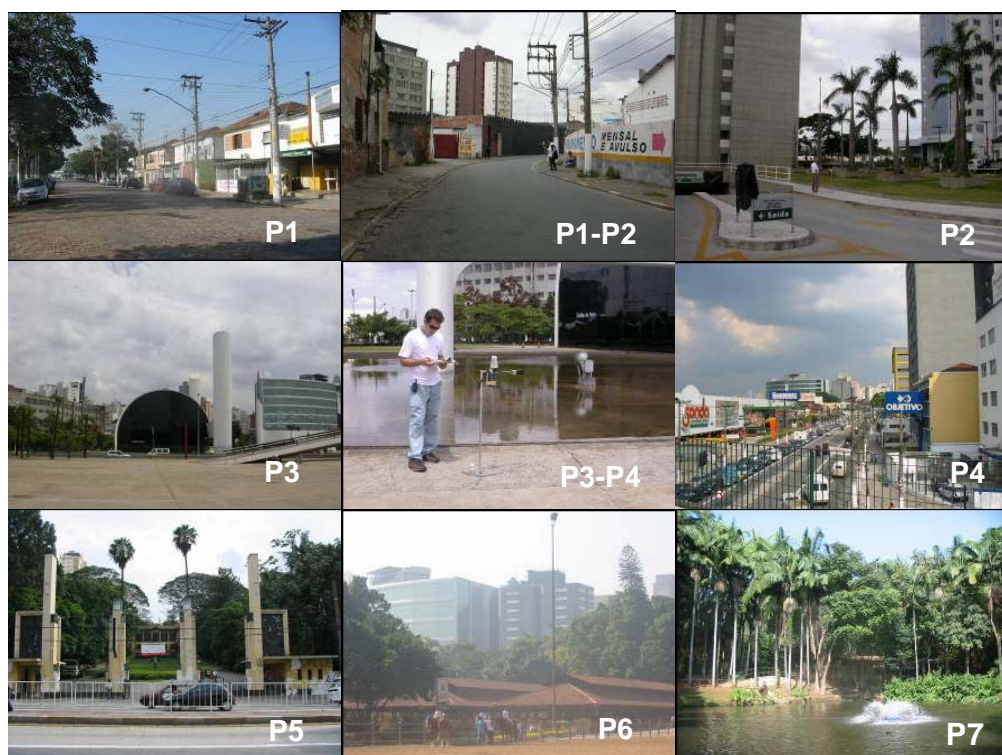 P1
MENSAL
E AVULSO
P1-P2
← Saída
P2
P3
P3-P4
OBJETIVO
P4
P5
P6
P7